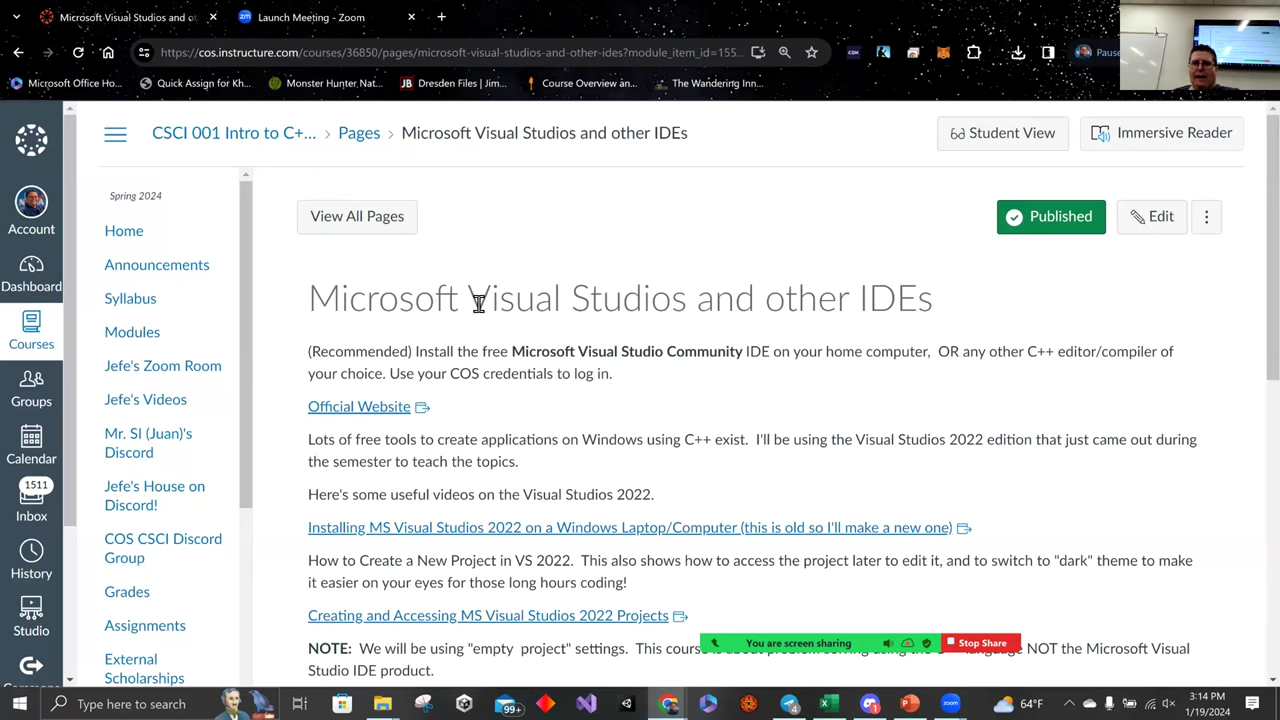 Microsoft Visual Studios and ot
Launch Meeting - Zoom
https://cos.instructure.com/courses/36850/pages/microsoft-visual-studios-and-other-ides?module_item_id=155...
Pause
Microsoft Office Ho...
Quick Assign for Kh...
Monster Hunter Nat...
Dresden Files | Jim
Course Overview an...
The Wandering Inn...
CSCI 001 Intro to C+... > Pages > Microsoft Visual Studios and other IDEs
Student View
Immersive Reader
Account
Dashboard
Courses
Groups
Calendar
1511
Inbox
History
Studio
Spring 2024
Home
Announcements
Syllabus
Modules
Jefe's Zoom Room
Jefe's Videos
Mr. SI (Juan)'s
Discord
Jefe's House on
Discord!
COS CSCI Discord
Group
Grades
Assignments
External
Scholarships
View All Pages
Published
Edit
Microsoft Visual Studios and other IDEs
(Recommended) Install the free Microsoft Visual Studio Community IDE on your home computer, OR any other C++ editor/compiler of
your choice. Use your COS credentials to log in.
Official Website
Lots of free tools to create applications on Windows using C++ exist. I'll be using the Visual Studios 2022 edition that just came out during
the semester to teach the topics.
Here's some useful videos on the Visual Studios 2022.
Installing MS Visual Studios 2022 on a Windows Laptop/Computer (this is old so I'll make a new one)
How to Create a New Project in VS 2022. This also shows how to access the project later to edit it, and to switch to "dark" theme to make
it easier on your eyes for those long hours coding!
Creating and Accessing MS Visual Studios 2022 Projects
You are screen sharing
Stop Share
NOTE: We will be using "empty project" settings. This course is about problem solving using the C++ language NOT the Microsoft Visual
Studio IDE product.
Type here to search
99+
64°F
3:14 PM
1/19/2024